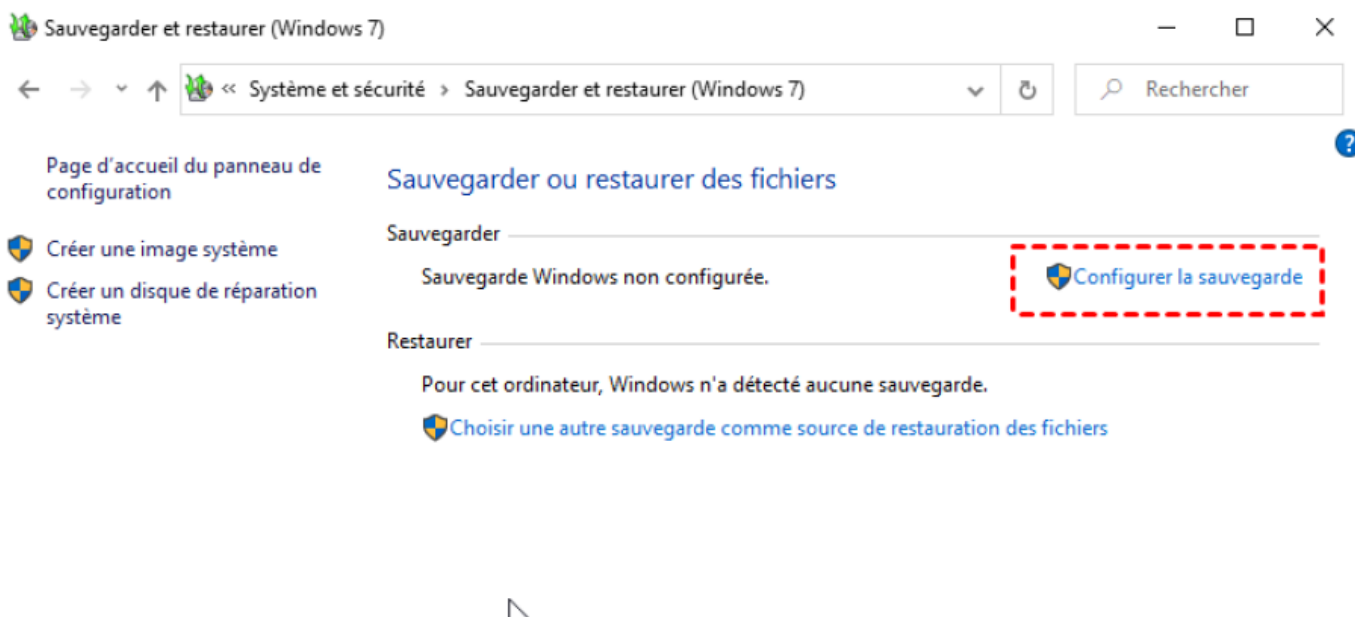 Sauvegarder et restaurer (Windows 7)
« Système et sécurité › Sauvegarder et restaurer (Windows 7)
Rechercher
?
Page d'accueil du panneau de
configuration
Créer une image système
Créer un disque de réparation
système
Sauvegarder ou restaurer des fichiers
Sauvegarder
Sauvegarde Windows non configurée.
Configurer la sauvegarde
Restaurer
Pour cet ordinateur, Windows n'a détecté aucune sauvegarde.
Choisir une autre sauvegarde comme source de restauration des fichiers